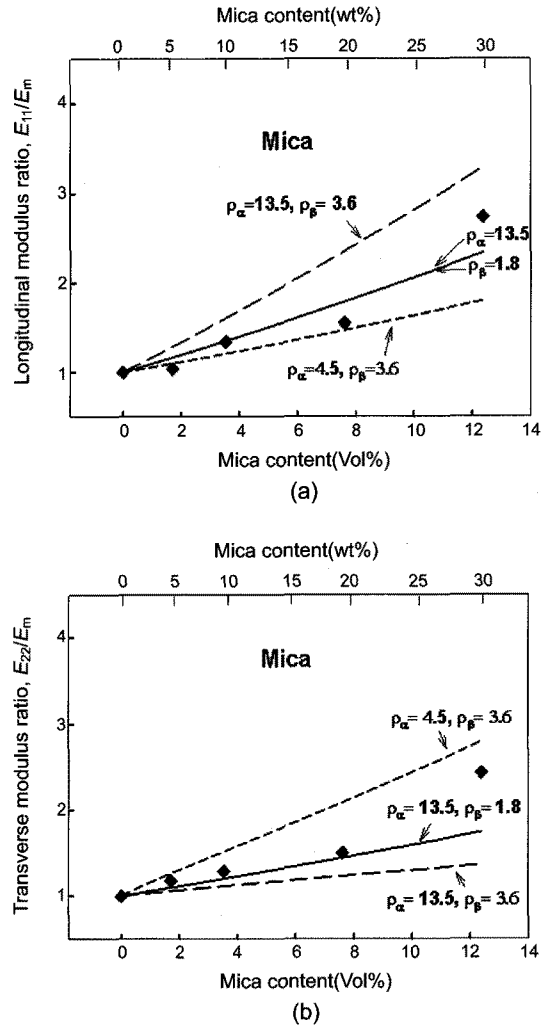 Mica content(wt%)
0 5 10 15 20 25 30
Longitudinal modulus ratio, E₁₁/Eₘ
4
3
2
1
Mica
ρα=13.5, ρβ= 3.6
ρα=13.5
ρβ=1.8
ρα=4.5, ρβ=3.6
0 2 4 6 8 10 12 14
Mica content(Vol%)
(a)
Mica content(wt%)
0 5 10 15 20 25 30
Transverse modulus ratio, E₂₂/Eₘ
4
3
2
1
Mica
ρα= 4.5, ρβ= 3.6
ρα= 13.5, ρβ= 1.8
ρα= 13.5, ρβ= 3.6
0 2 4 6 8 10 12 14
Mica content(Vol%)
(b)